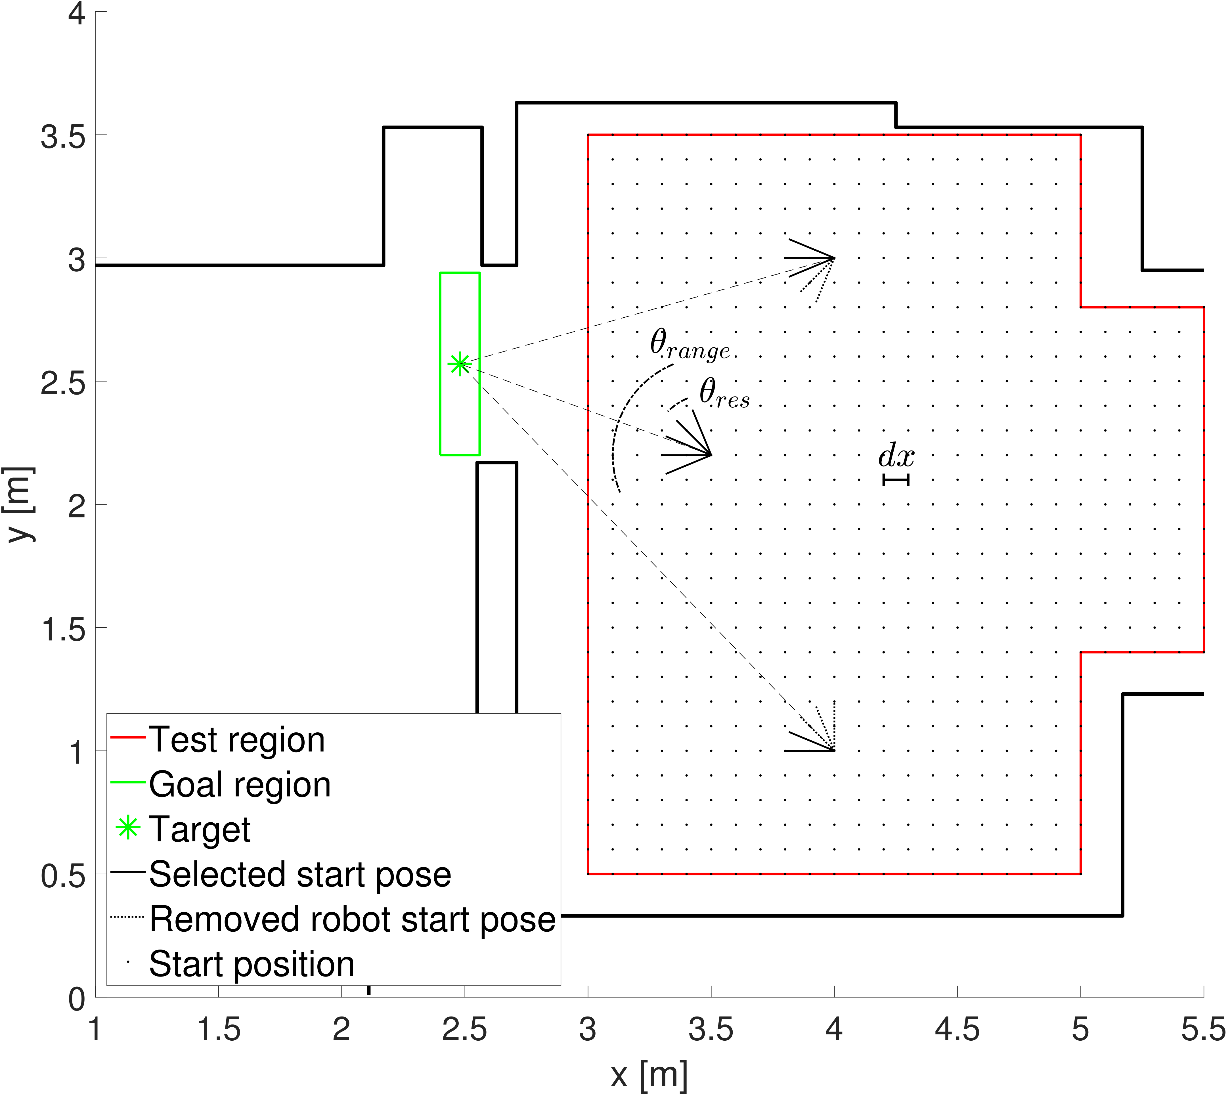 4
3.5
3
2.5
2
1.5
1
0.5
0
y [m]
θrange
θres
dx
Test region
Goal region
Target
Selected start pose
Removed robot start pose
Start position
1 1.5 2 2.5 3 3.5 4 4.5 5 5.5
x [m]